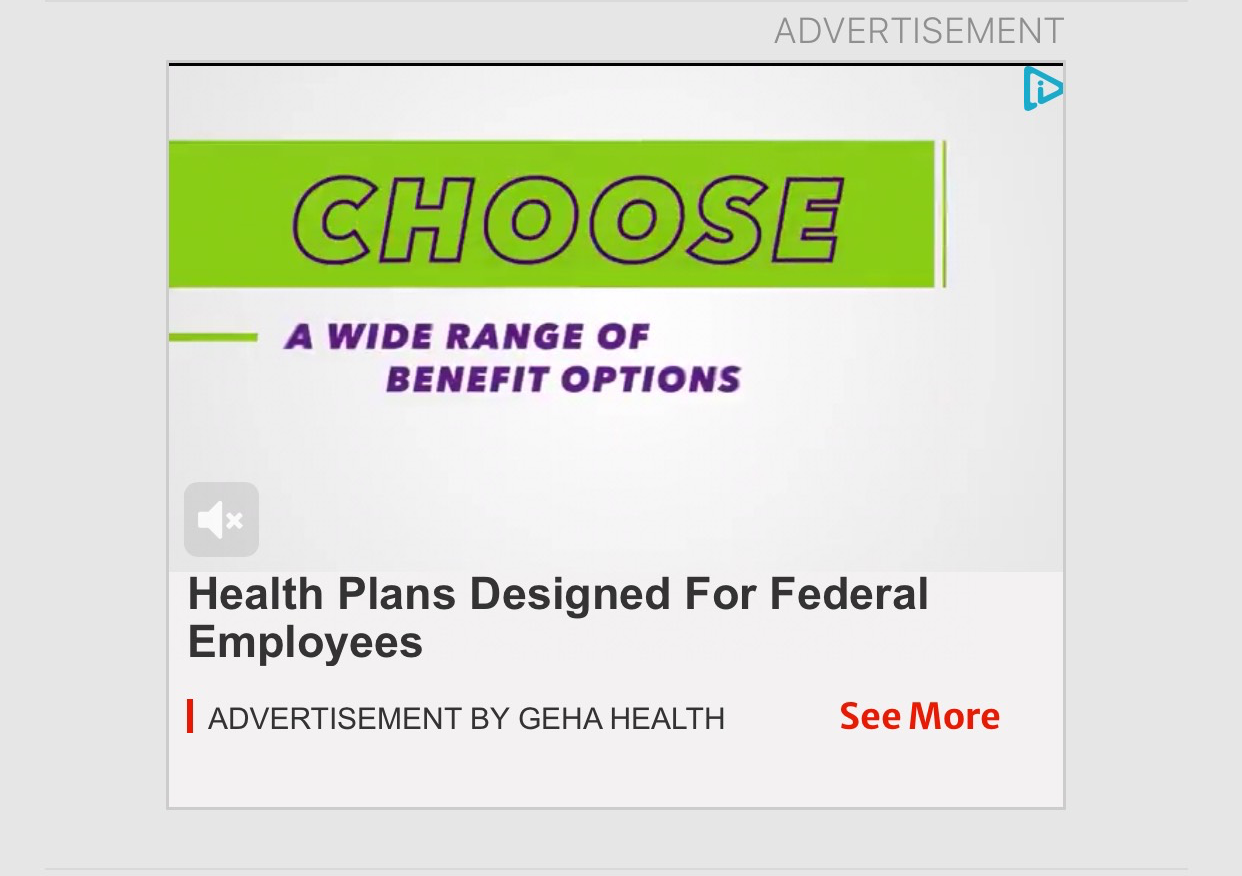 ADVERTISEMENT
CHOOSE
A WIDE RANGE OF
BENEFIT OPTIONS
Health Plans Designed For Federal
Employees
ADVERTISEMENT BY GEHA HEALTH
See More